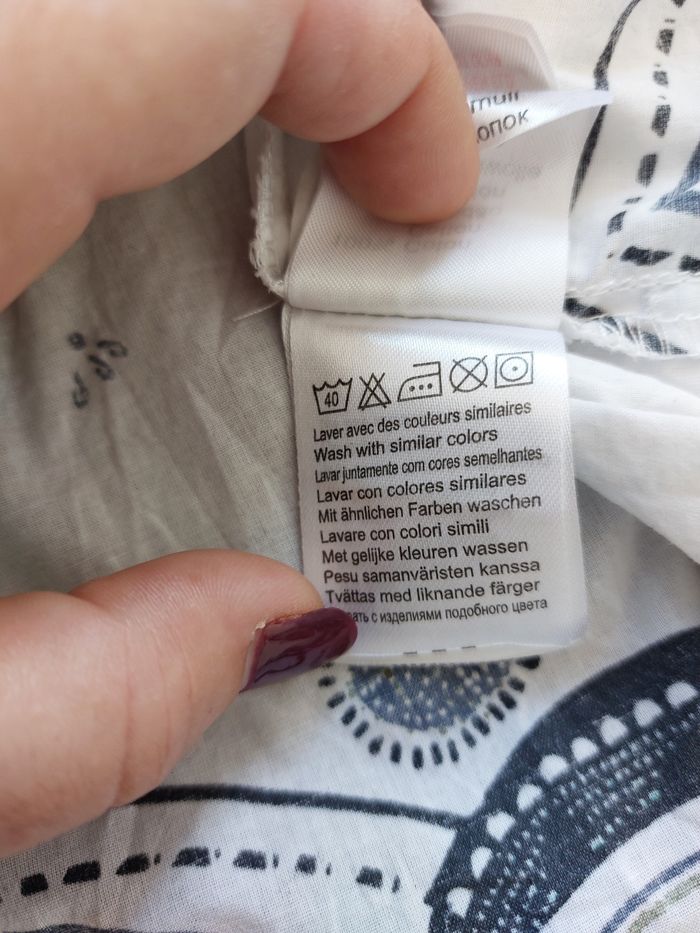 40
Laver avec des couleurs similaires
Wash with similar colors
Lavar juntamente com cores semelhantes
Lavar con colores similares
Mit ähnlichen Farben waschen
Lavare con colori simili
Met gelijke kleuren wassen
Pesu samanväristen kanssa
Tvättas med liknande färger
с изделиями подобного цвета